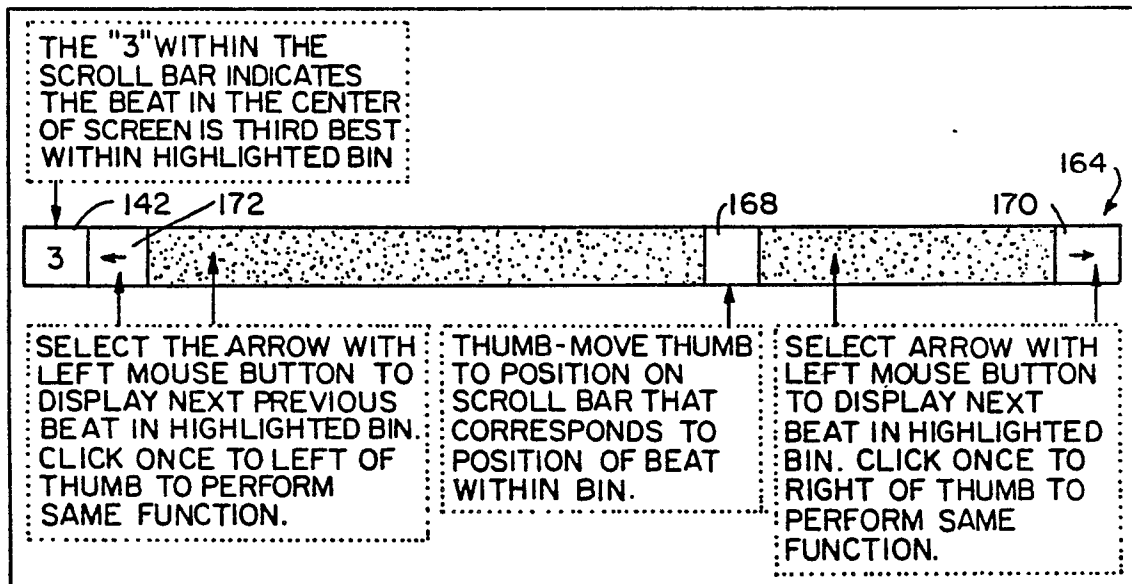 THE "3" WITHIN THE
SCROLL BAR INDICATES
THE BEAT IN THE CENTER
OF SCREEN IS THIRD BEST
WITHIN HIGHLIGHTED BIN
142
172
168
170
164
3
SELECT THE ARROW WITH
LEFT MOUSE BUTTON TO
DISPLAY NEXT PREVIOUS
BEAT IN HIGHLIGHTED BIN.
CLICK ONCE TO LEFT OF
THUMB TO PERFORM
SAME FUNCTION.
THUMB-MOVE THUMB
TO POSITION ON
SCROLL BAR THAT
CORRESPONDS TO
POSITION OF BEAT
WITHIN BIN.
SELECT ARROW WITH
LEFT MOUSE BUTTON
TO DISPLAY NEXT
BEAT IN HIGHLIGHTED
BIN. CLICK ONCE TO
RIGHT OF THUMB TO
PERFORM SAME
FUNCTION.